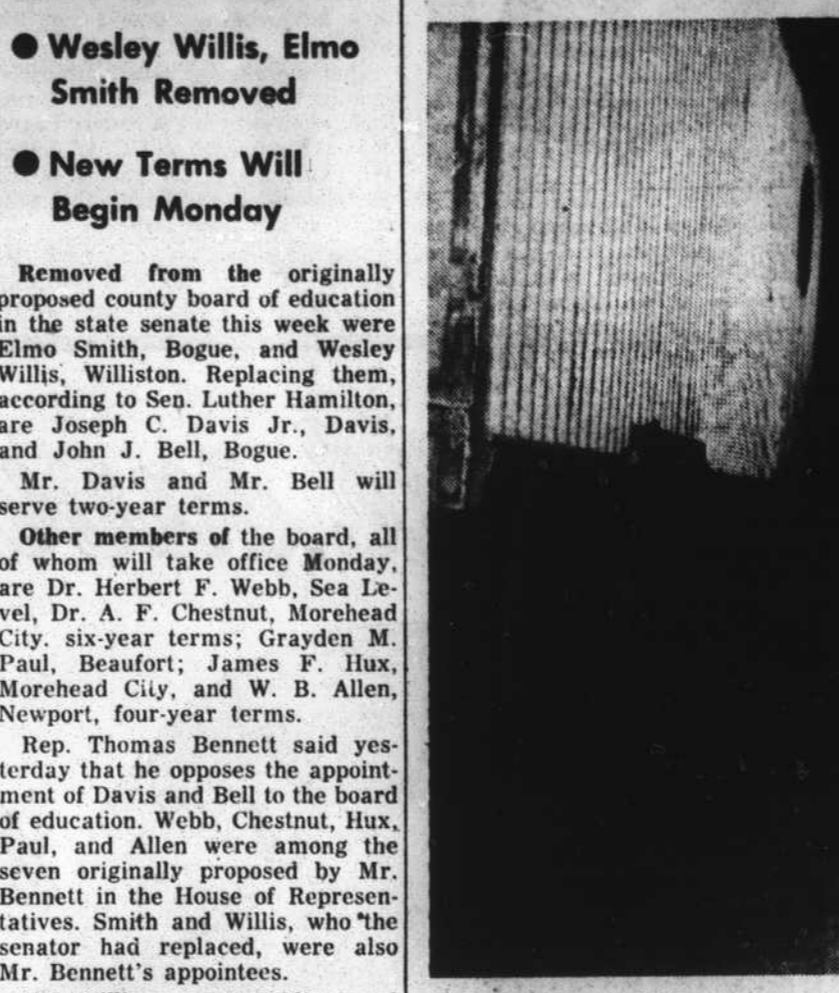 ● Wesley Willis, Elmo
Smith Removed
● New Terms Will
Begin Monday
Removed from the originally
proposed county board of education
in the state senate this week were
Elmo Smith, Bogue, and Wesley
Willis, Williston. Replacing them,
according to Sen. Luther Hamilton,
are Joseph C. Davis Jr., Davis,
and John J. Bell, Bogue.
Mr. Davis and Mr. Bell will
serve two-year terms.
Other members of the board, all
of whom will take office Monday,
are Dr. Herbert F. Webb, Sea Le-
vel, Dr. A. F. Chestnut, Morehead
City. six-year terms; Grayden M.
Paul, Beaufort; James F. Hux,
Morehead City, and W. B. Allen,
Newport, four-year terms.
Rep. Thomas Bennett said yes-
terday that he opposes the appoint-
ment of Davis and Bell to the board
of education. Webb, Chestnut, Hux,
Paul, and Allen were among the
seven originally proposed by Mr.
Bennett in the House of Represen-
tatives. Smith and Willis, who the
senator had replaced, were also
Mr. Bennett's appointees.